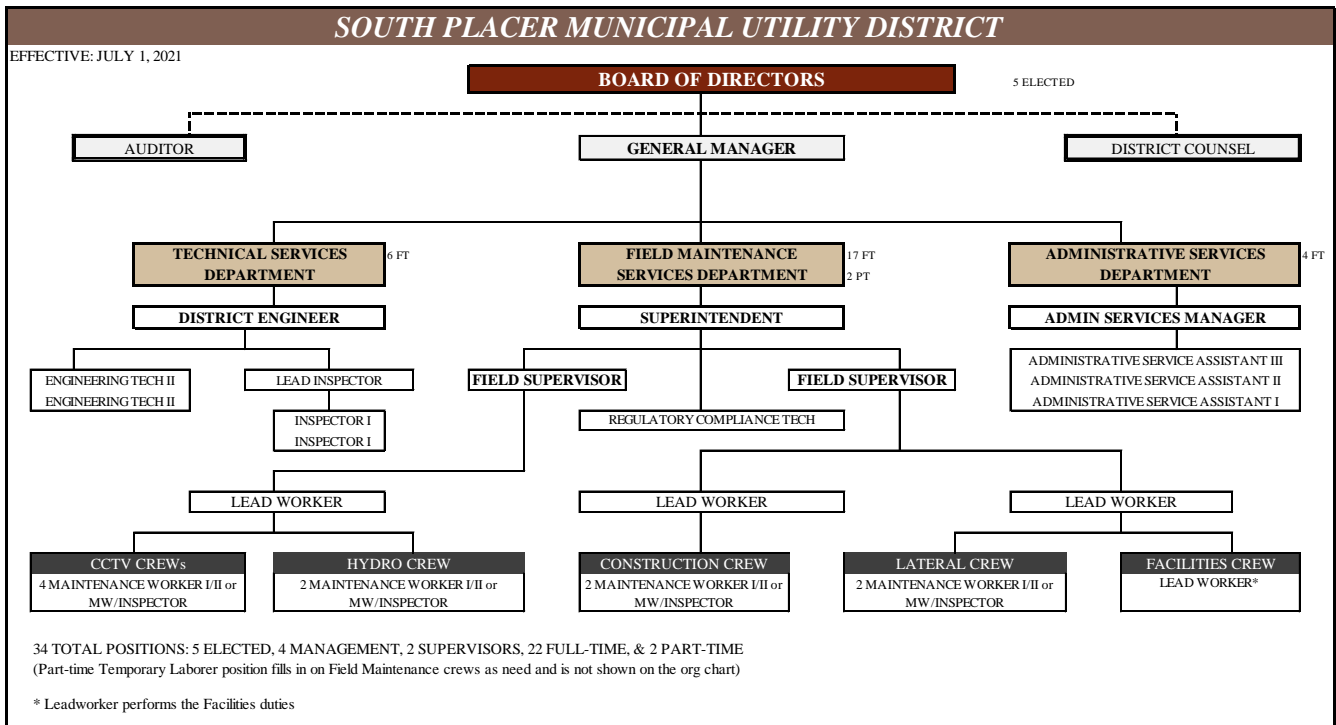 SOUTH PLACER MUNICIPAL UTILITY DISTRICT
EFFECTIVE: JULY 1, 2021
BOARD OF DIRECTORS
5 ELECTED
AUDITOR
GENERAL MANAGER
DISTRICT COUNSEL
TECHNICAL SERVICES
DEPARTMENT
6 FT
FIELD MAINTENANCE
SERVICES DEPARTMENT
17 FT
2 PT
ADMINISTRATIVE SERVICES
DEPARTMENT
4 FT
DISTRICT ENGINEER
SUPERINTENDENT
ADMIN SERVICES MANAGER
ENGINEERING TECH II
ENGINEERING TECH II
LEAD INSPECTOR
INSPECTOR I
INSPECTOR I
FIELD SUPERVISOR
FIELD SUPERVISOR
REGULATORY COMPLIANCE TECH
ADMINISTRATIVE SERVICE ASSISTANT III
ADMINISTRATIVE SERVICE ASSISTANT II
ADMINISTRATIVE SERVICE ASSISTANT I
LEAD WORKER
LEAD WORKER
LEAD WORKER
CCTV CREWs
4 MAINTENANCE WORKER I/II or
MW/INSPECTOR
HYDRO CREW
2 MAINTENANCE WORKER I/II or
MW/INSPECTOR
CONSTRUCTION CREW
2 MAINTENANCE WORKER I/II or
MW/INSPECTOR
LATERAL CREW
2 MAINTENANCE WORKER I/II or
MW/INSPECTOR
FACILITIES CREW
LEAD WORKER*
34 TOTAL POSITIONS: 5 ELECTED, 4 MANAGEMENT, 2 SUPERVISORS, 22 FULL-TIME, & 2 PART-TIME
(Part-time Temporary Laborer position fills in on Field Maintenance crews as need and is not shown on the org chart)
* Leadworker performs the Facilities duties